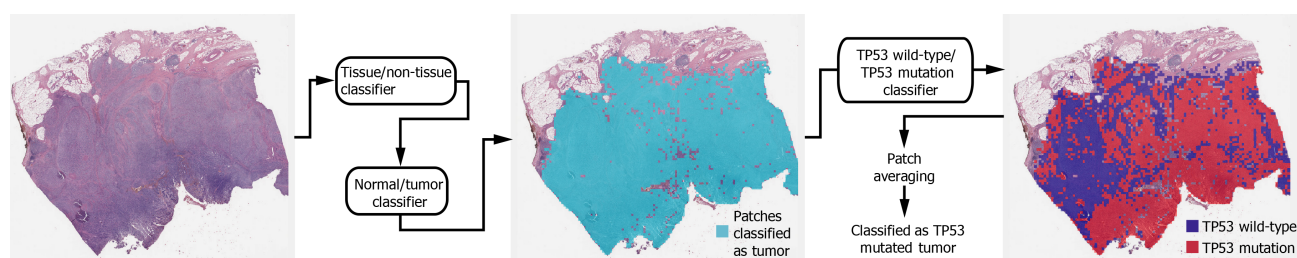 Tissue/non-tissue
classifier
Normal/tumor
classifier
Patches
classified
as tumor
TP53 wild-type/
TP53 mutation
classifier
Patch
averaging
Classified as TP53
mutated tumor
TP53 wild-type
TP53 mutation